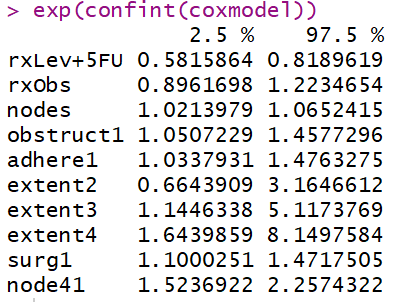 > exp(confint(coxmodel))
2.5 % 97.5 %
rxLev+5FU 0.5815864 0.8189619
rxObs 0.8961698 1.2234654
nodes 1.0213979 1.0652415
obstruct1 1.0507229 1.4577296
adhere1 1.0337931 1.4763275
extent2 0.6643909 3.1646612
extent3 1.1446338 5.1173769
extent4 1.6439859 8.1497584
surg1 1.1000251 1.4717505
node41 1.5236922 2.2574322